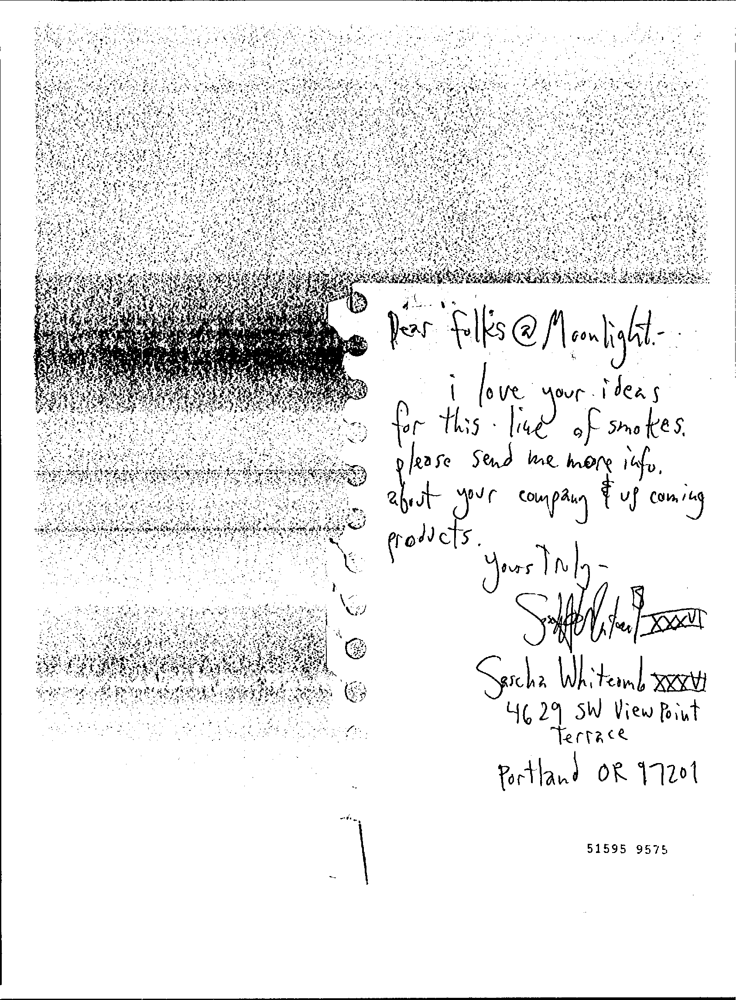 Dear folks @ Moonlight.-
i love your ideas
for this line of smokes.
please send me more info.
about your company & up coming
products.
yours Truly -
XXXVI
Sascha Whitcomb XXXVI
4629 SW View Point
Terrace
Portland OR 97201
51595 9575